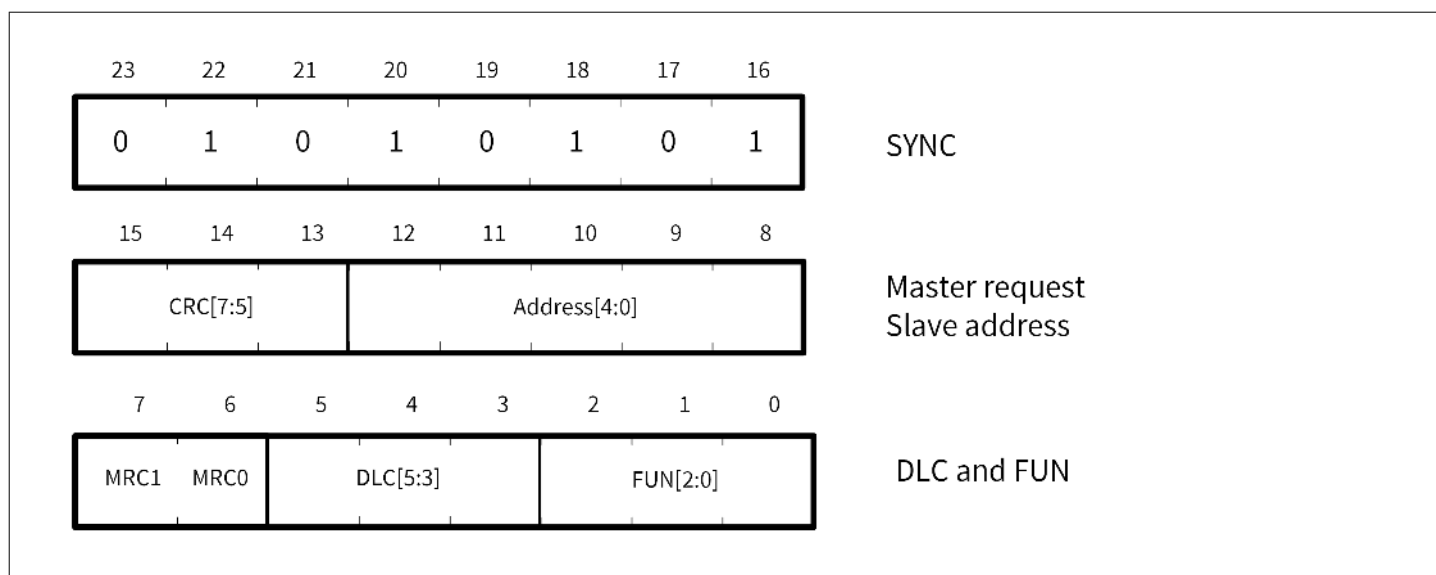 23 22 21 20 19 18 17 16
0 1 0 1 0 1 0 1 SYNC
15 14 13 12 11 10 9 8
CRC[7:5] Address[4:0] Master request
Slave address
7 6 5 4 3 2 1 0
MRC1 MRC0 DLC[5:3] FUN[2:0] DLC and FUN